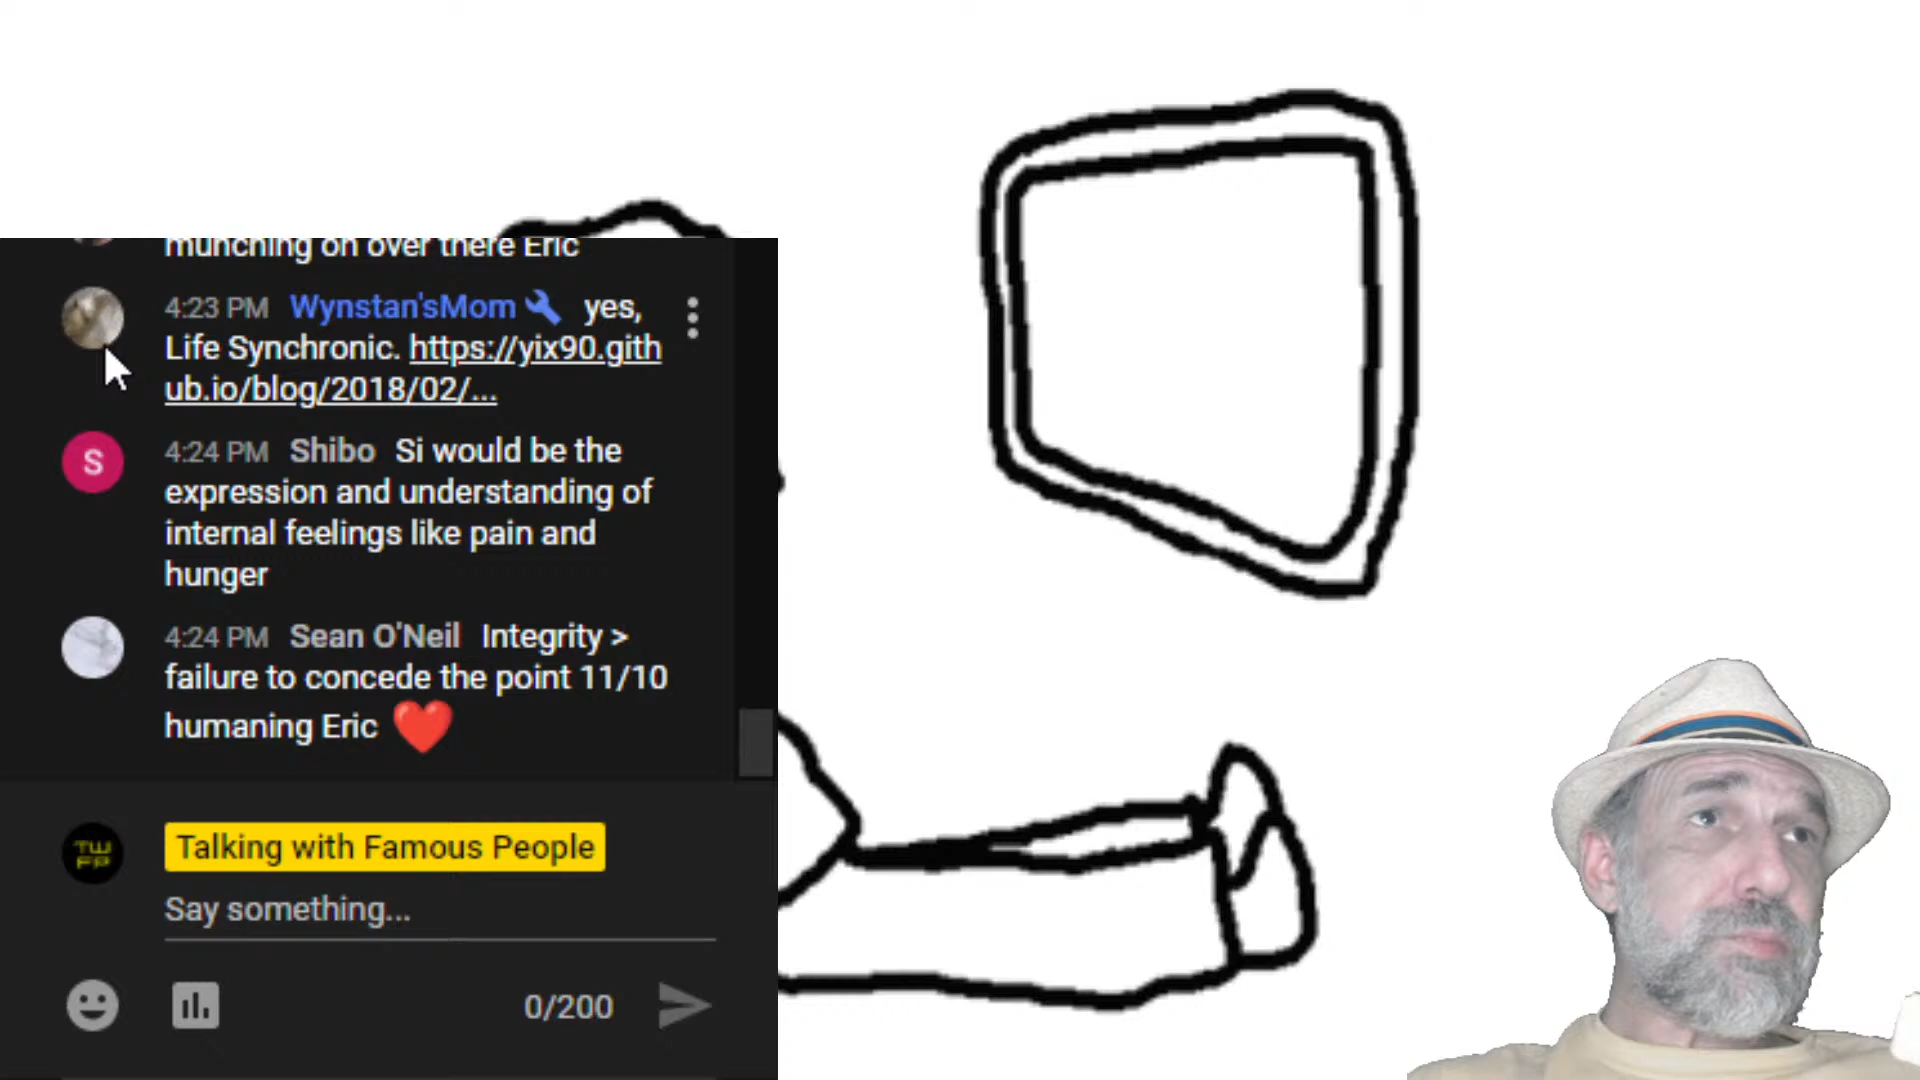 munching on over there Eric
4:23 PM Wynstan'sMom yes,
Life Synchronic. https://yix90.gith
ub.io/blog/2018/02/...
S
4:24 PM Shibo Si would be the
expression and understanding of
internal feelings like pain and
hunger
4:24 PM Sean O'Neil Integrity >
failure to concede the point 11/10
humaning Eric ❤️
TW
FP
Talking with Famous People
Say something...
0/200